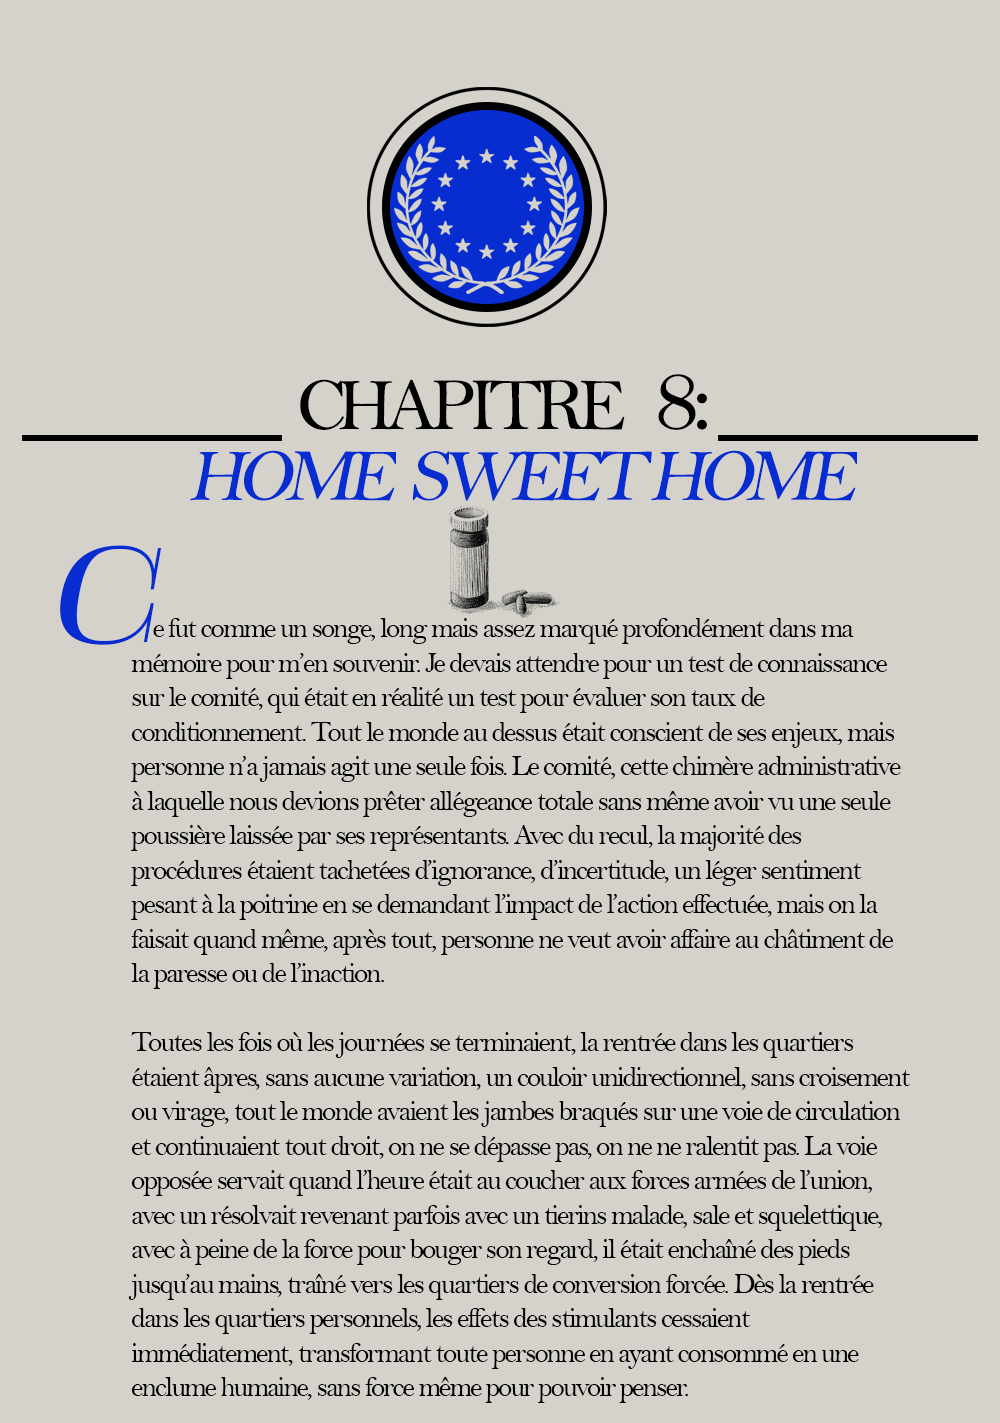 CHAPITRE 8:
HOME SWEET HOME
Ce fut comme un songe, long mais assez marqué profondément dans ma
mémoire pour m’en souvenir. Je devais attendre pour un test de connaissance
sur le comité, qui était en réalité un test pour évaluer son taux de
conditionnement. Tout le monde au dessus était conscient de ses enjeux, mais
personne n’a jamais agit une seule fois. Le comité, cette chimère administrative
à laquelle nous devions prêter allégeance totale sans même avoir vu une seule
poussière laissée par ses représentants. Avec du recul, la majorité des
procédures étaient tachetées d’ignorance, d’incertitude, un léger sentiment
pesant à la poitrine en se demandant l’impact de l’action effectuée, mais on la
faisait quand même, après tout, personne ne veut avoir affaire au châtiment de
la paresse ou de l’inaction.
Toutes les fois où les journées se terminaient, la rentrée dans les quartiers
étaient âpres, sans aucune variation, un couloir unidirectionnel, sans croisement
ou virage, tout le monde avaient les jambes braqués sur une voie de circulation
et continuaient tout droit, on ne se dépasse pas, on ne ne ralentit pas. La voie
opposée servait quand l’heure était au coucher aux forces armées de l’union,
avec un résolvait revenant parfois avec un tierins malade, sale et squelettique,
avec à peine de la force pour bouger son regard, il était enchaîné des pieds
jusqu’au mains, traîné vers les quartiers de conversion forcée. Dès la rentrée
dans les quartiers personnels, les effets des stimulants cessaient
immédiatement, transformant toute personne en ayant consommé en une
enclume humaine, sans force même pour pouvoir penser.